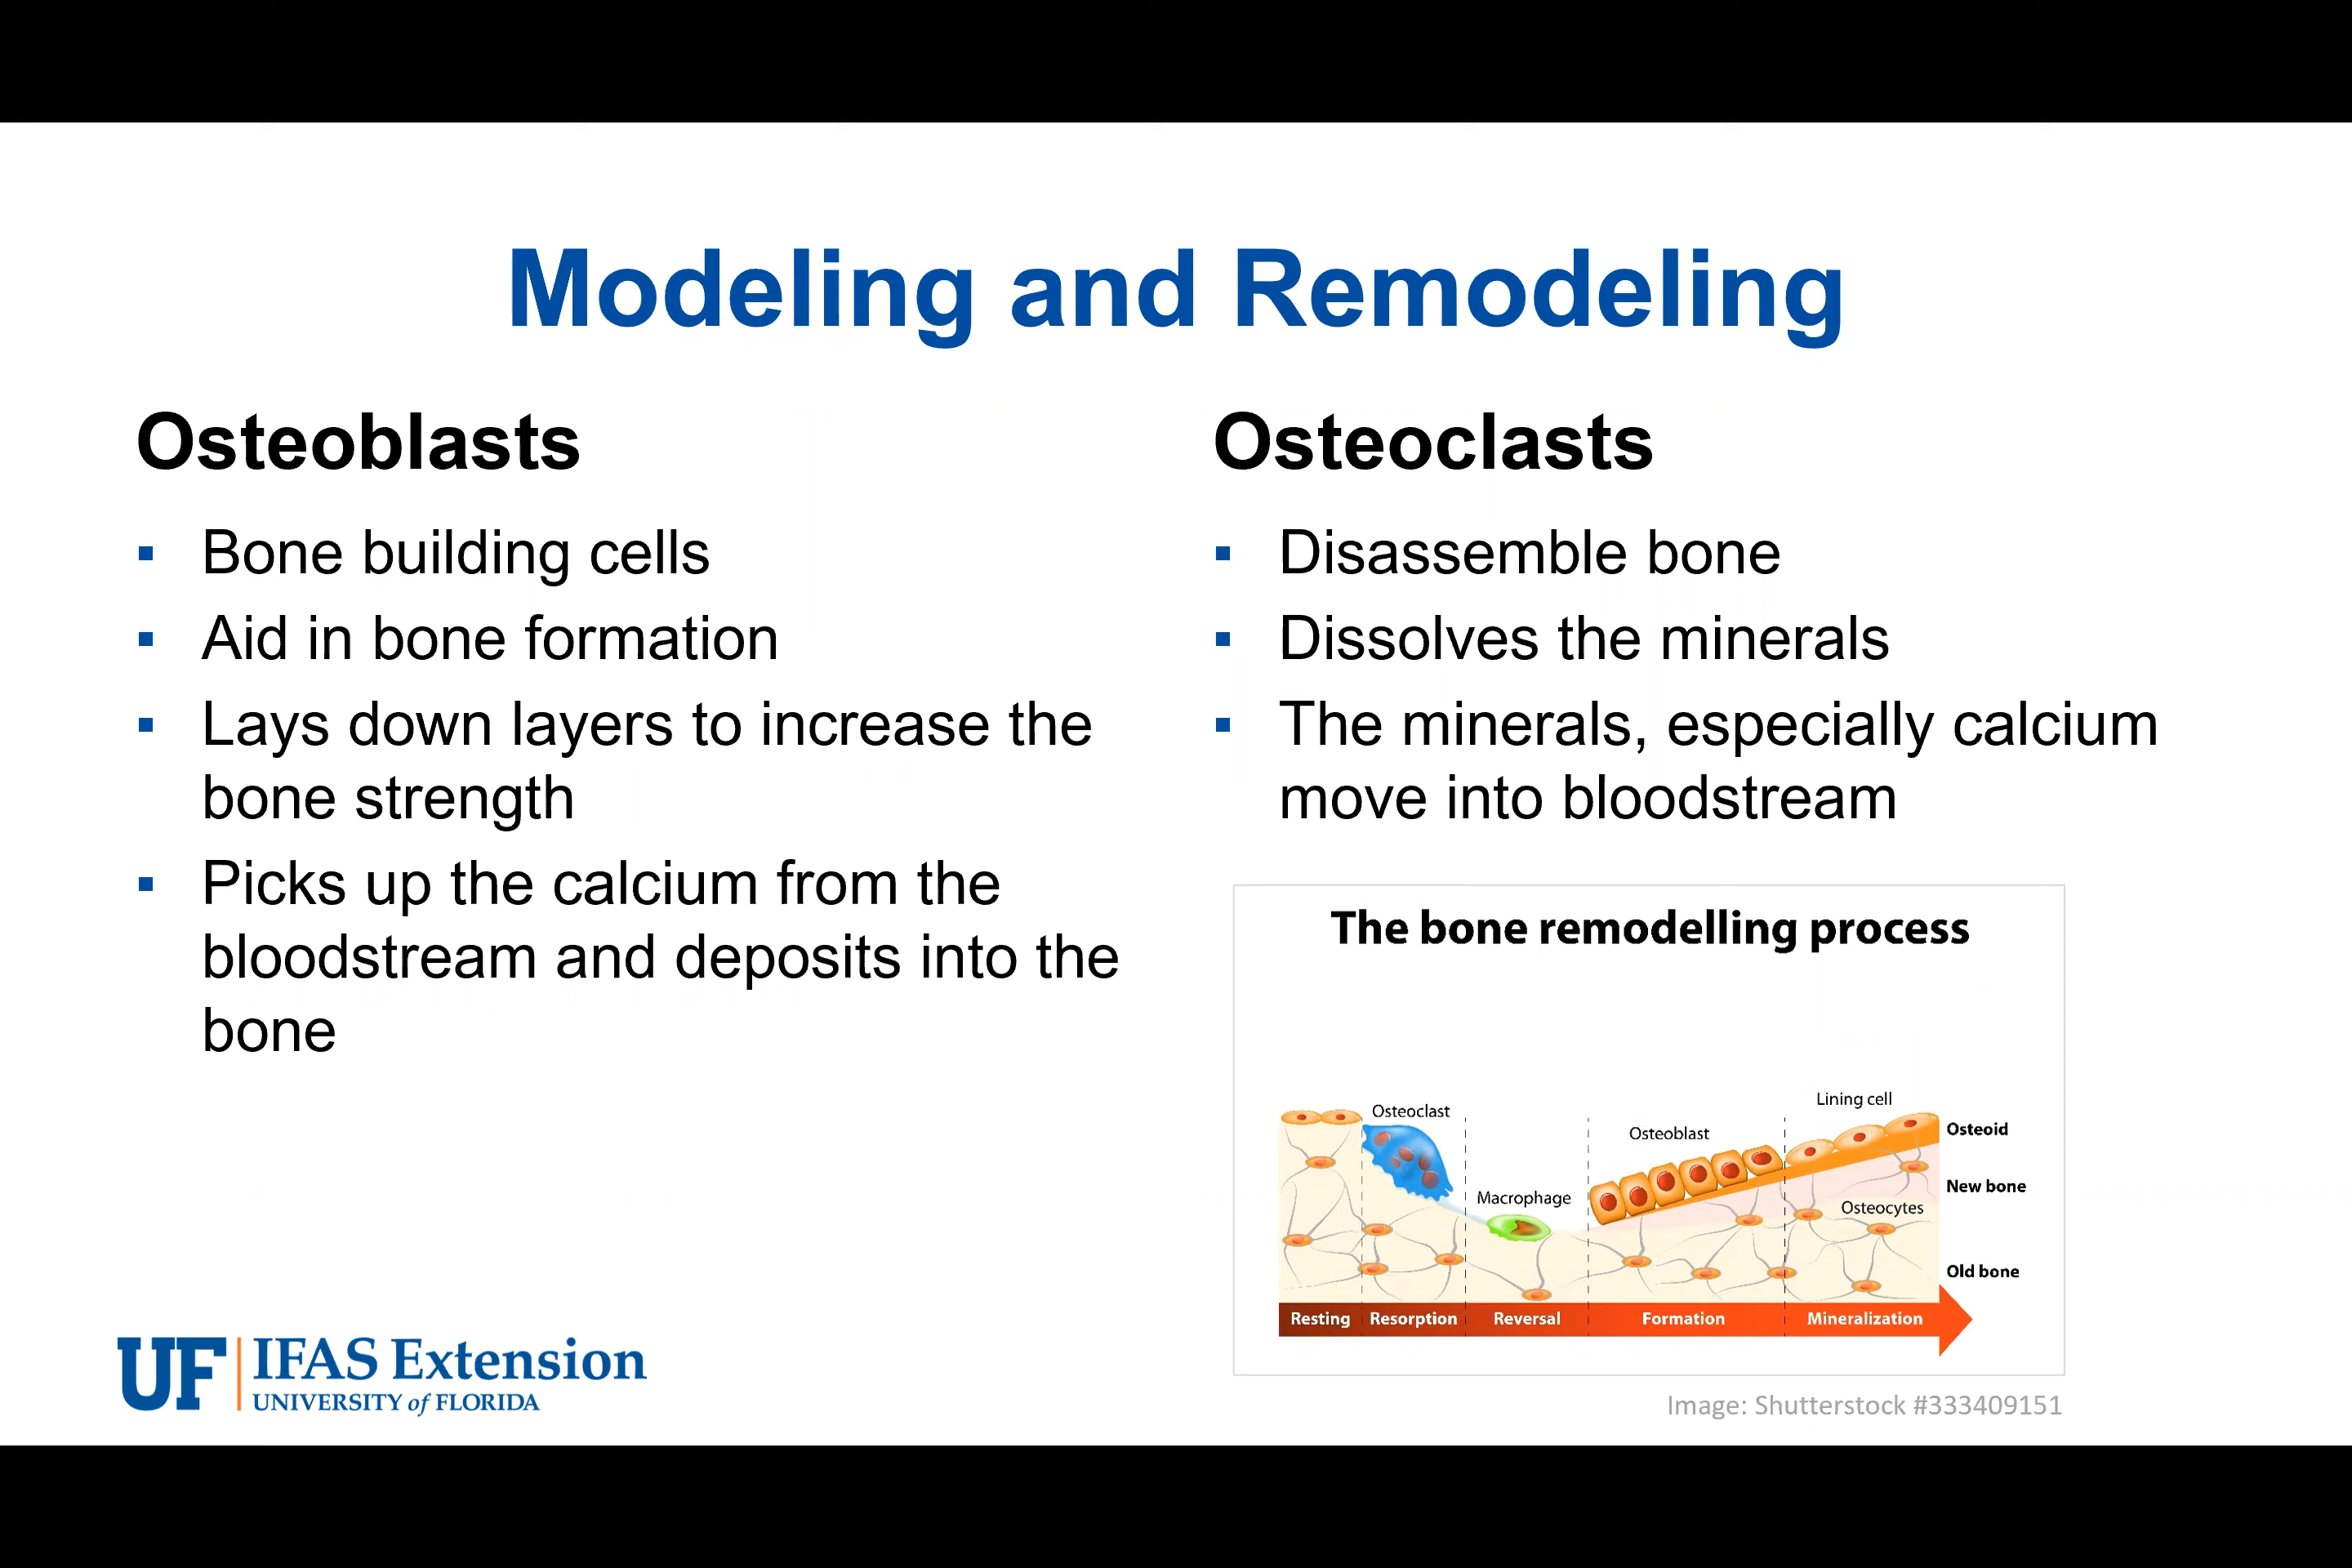 Modeling and Remodeling
Osteoblasts
▪ Bone building cells
▪ Aid in bone formation
▪ Lays down layers to increase the
bone strength
▪ Picks up the calcium from the
bloodstream and deposits into the
bone
Osteoclasts
▪ Disassemble bone
▪ Dissolves the minerals
▪ The minerals, especially calcium
move into bloodstream
The bone remodelling process
Lining cell
Osteoclast
Osteoblast
Osteoid
Macrophage
New bone
Osteocytes
Old bone
Resting Resorption Reversal Formation Mineralization
Image: Shutterstock #333409151
UF IFAS Extension
UNIVERSITY of FLORIDA